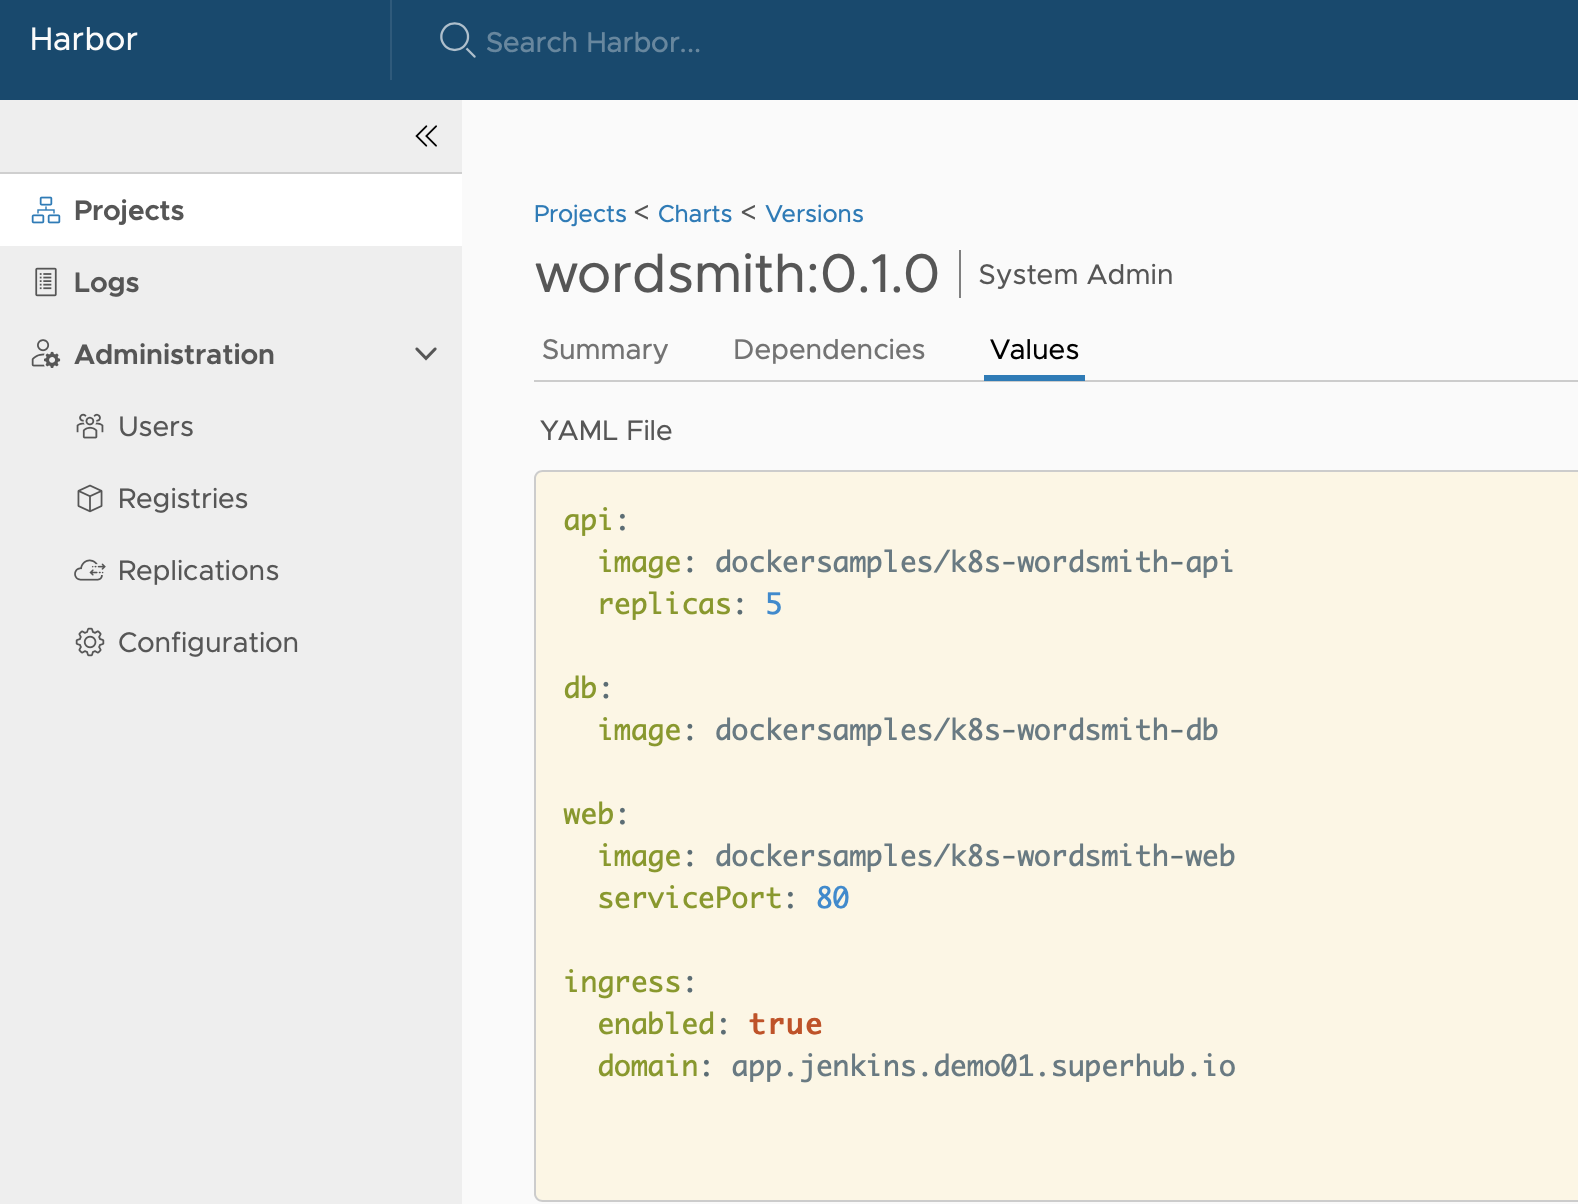 Harbor
Search Harbor...
Projects
Logs
Administration
Users
Registries
Replications
Configuration
Projects < Charts < Versions
wordsmith:0.1.0 System Admin
Summary Dependencies Values
YAML File
api:
  image: dockersamples/k8s-wordsmith-api
  replicas: 5
db:
  image: dockersamples/k8s-wordsmith-db
web:
  image: dockersamples/k8s-wordsmith-web
  servicePort: 80
ingress:
  enabled: true
  domain: app.jenkins.demo01.superhub.io